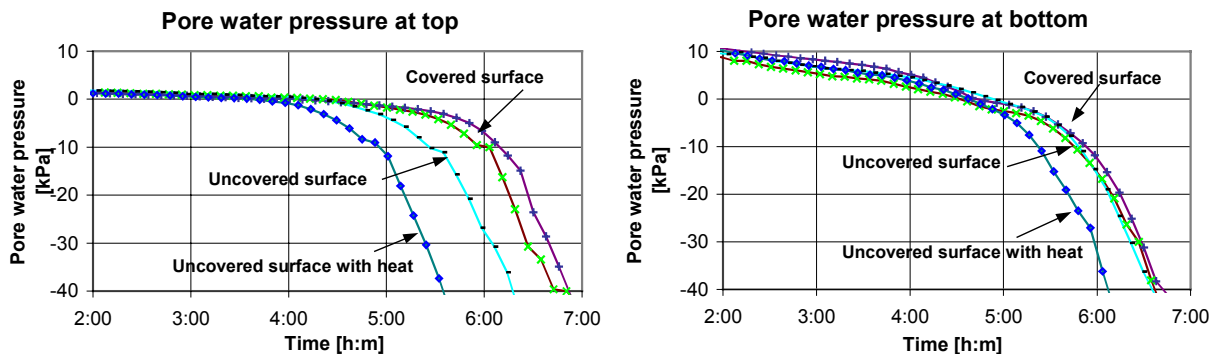 Pore water pressure at top
Pore water pressure
[kPa]
10
0
-10
-20
-30
-40
Covered surface
Uncovered surface
Uncovered surface with heat
2:00 3:00 4:00 5:00 6:00 7:00
Time [h:m]
Pore water pressure at bottom
Pore water pressure
[kPa]
10
0
-10
-20
-30
-40
Covered surface
Uncovered surface
Uncovered surface with heat
2:00 3:00 4:00 5:00 6:00 7:00
Time [h:m]